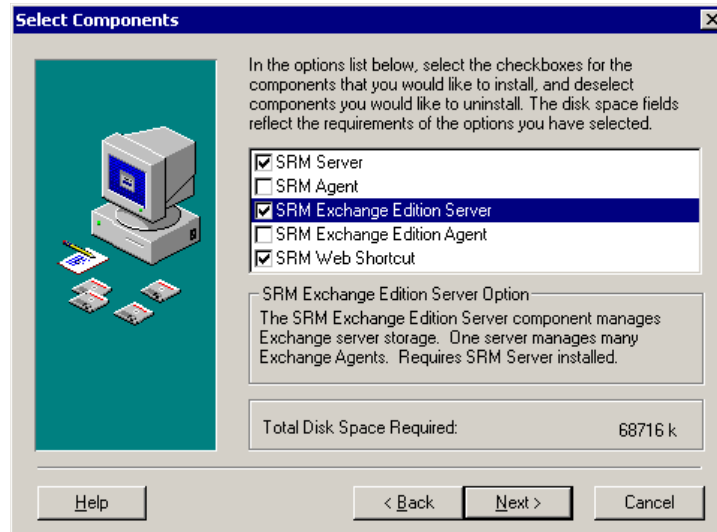 Select Components
In the options list below, select the checkboxes for the
components that you would like to install, and deselect
components you would like to uninstall. The disk space fields
reflect the requirements of the options you have selected.
SRM Server
SRM Agent
SRM Exchange Edition Server
SRM Exchange Edition Agent
SRM Web Shortcut
SRM Exchange Edition Server Option
The SRM Exchange Edition Server component manages
Exchange server storage. One server manages many
Exchange Agents. Requires SRM Server installed.
Total Disk Space Required: 68716 k
Help < Back Next > Cancel